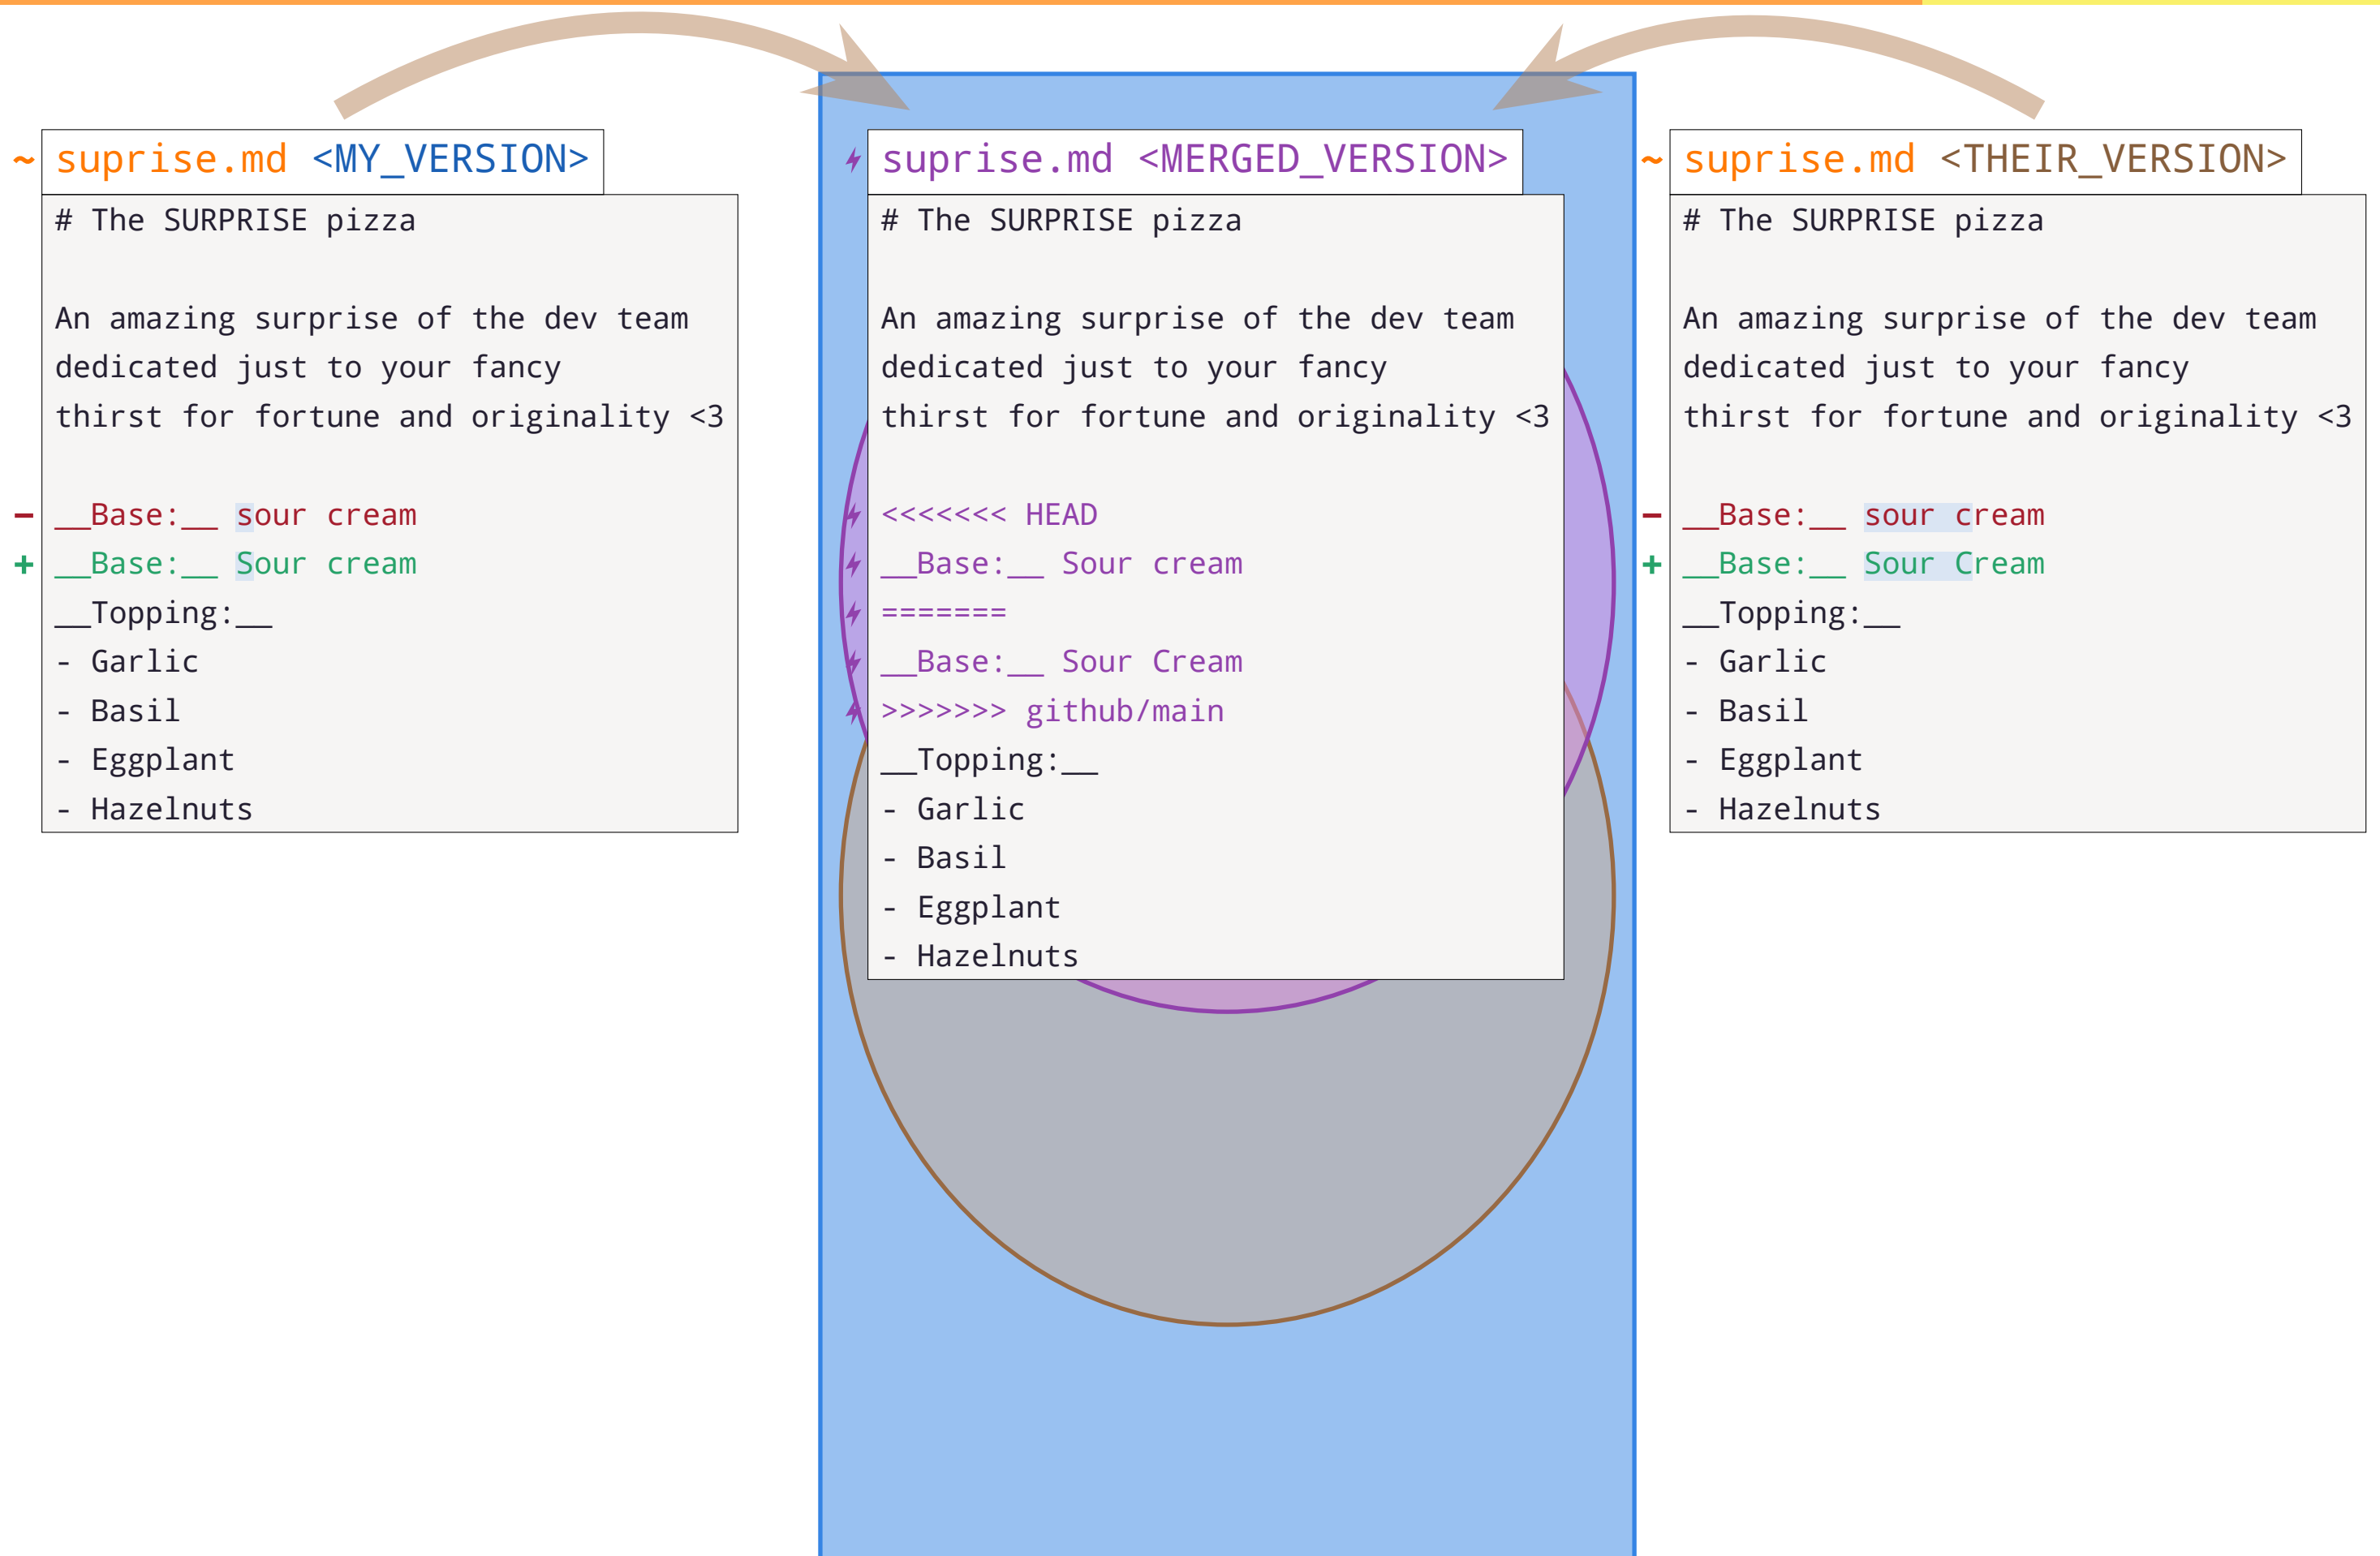 ~ suprise.md <MY_VERSION>
# The SURPRISE pizza
An amazing surprise of the dev team
dedicated just to your fancy
thirst for fortune and originality <3
- __Base:__ sour cream
+ __Base:__ Sour cream
__Topping:__
- Garlic
- Basil
- Eggplant
- Hazelnuts
suprise.md <MERGED_VERSION>
# The SURPRISE pizza
An amazing surprise of the dev team
dedicated just to your fancy
thirst for fortune and originality <3
<<<<<<< HEAD
__Base:__ Sour cream
=======
__Base:__ Sour Cream
>>>>>>> github/main
__Topping:__
- Garlic
- Basil
- Eggplant
- Hazelnuts
~ suprise.md <THEIR_VERSION>
# The SURPRISE pizza
An amazing surprise of the dev team
dedicated just to your fancy
thirst for fortune and originality <3
- __Base:__ sour cream
+ __Base:__ Sour Cream
__Topping:__
- Garlic
- Basil
- Eggplant
- Hazelnuts